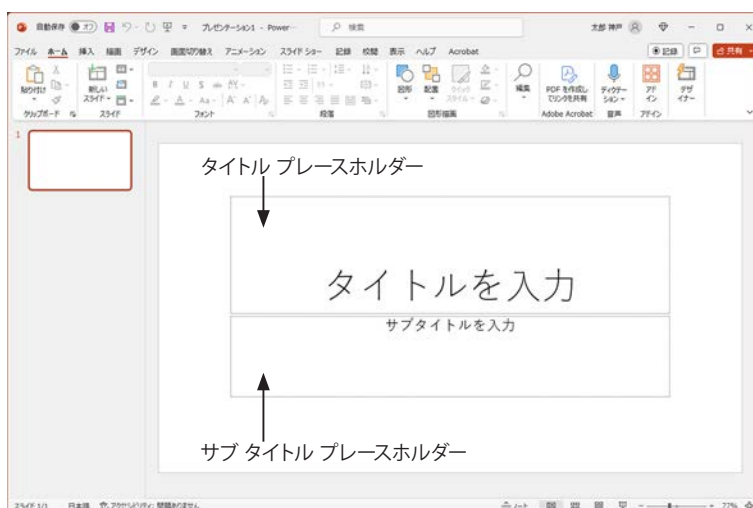 自動保存 オフ プレゼンテーション1 - Power… 検索 太郎 神戸
ファイル ホーム 挿入 描画 デザイン 画面切り替え アニメーション スライド ショー 記録 校閲 表示 ヘルプ Acrobat 記録 共有
貼り付け 新しいスライド B I U S ab AV Aa A A 図形 配置 クイック スタイル 編集 PDF を作成し てリンクを共有 ディクテーション アドイン デザイナー
クリップボード スライド フォント 段落 図形描画 Adobe Acrobat 音声 アドイン
1
タイトル プレースホルダー
タイトルを入力
サブタイトルを入力
サブ タイトル プレースホルダー
スライド 1/1 日本語 アクセシビリティ: 問題ありません ノート 77%